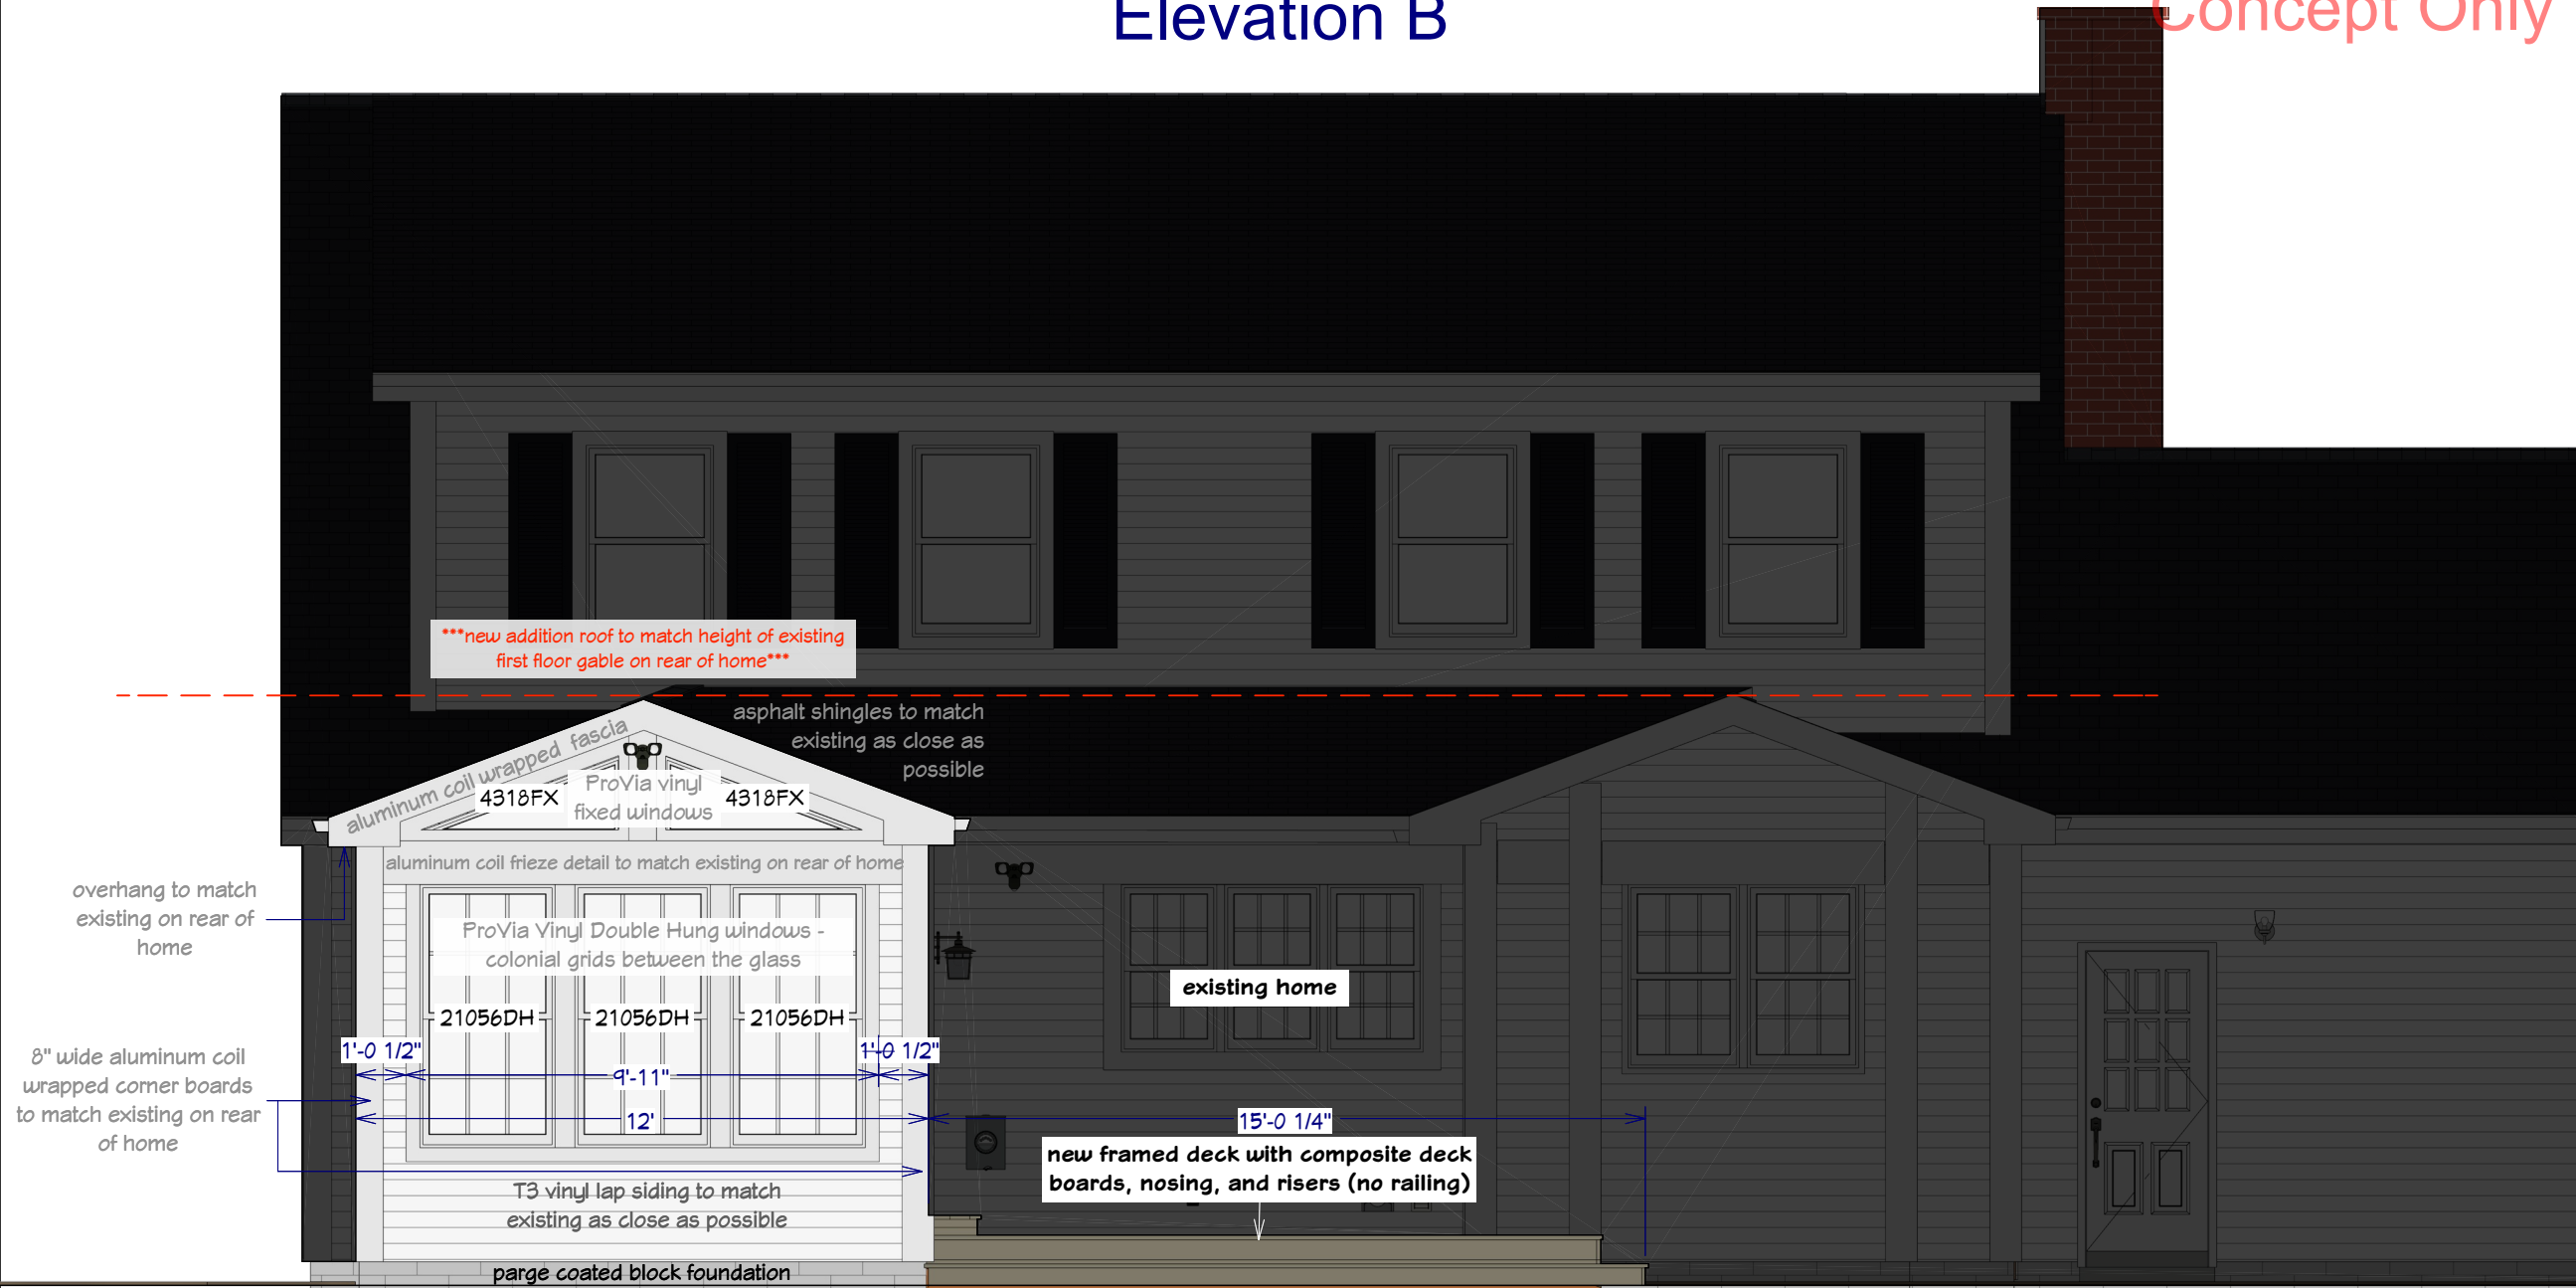 Elevation B
Concept Only
***new addition roof to match height of existing
first floor gable on rear of home***
asphalt shingles to match
existing as close as
possible
aluminum coil wrapped fascia
4318FX
ProVia vinyl
fixed windows
4318FX
aluminum coil frieze detail to match existing on rear of home
overhang to match
existing on rear of
home
ProVia Vinyl Double Hung windows -
colonial grids between the glass
existing home
21056DH
21056DH
21056DH
8" wide aluminum coil
wrapped corner boards
to match existing on rear
of home
1'-0 1/2"
1'-0 1/2"
9'-11"
12'
15'-0 1/4"
new framed deck with composite deck
boards, nosing, and risers (no railing)
T3 vinyl lap siding to match
existing as close as possible
parge coated block foundation